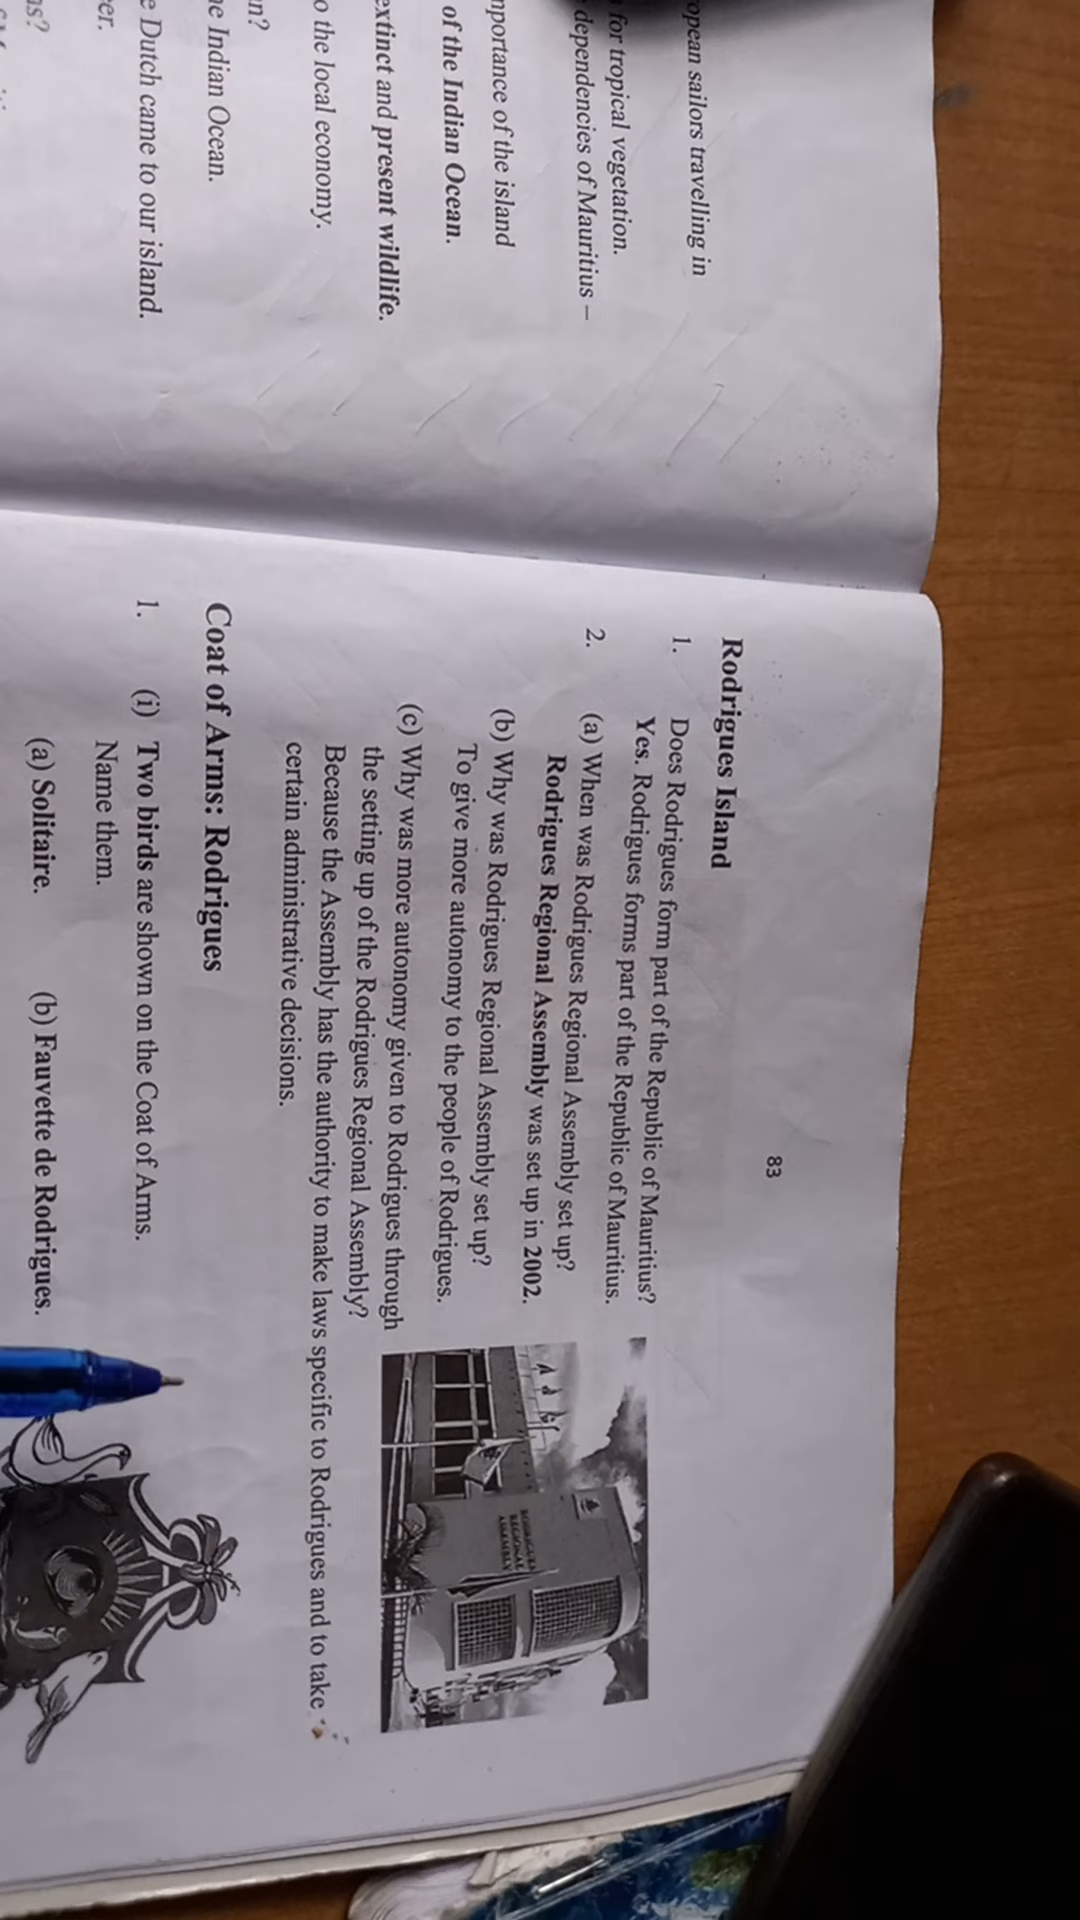 opean sailors travelling in
for tropical vegetation.
dependencies of Mauritius –
nportance of the island
of the Indian Ocean.
extinct and present wildlife.
o the local economy.
an?
ne Indian Ocean.
e Dutch came to our island.
er.
ns?
83
Rodrigues Island
1. Does Rodrigues form part of the Republic of Mauritius?
Yes. Rodrigues forms part of the Republic of Mauritius.
2. (a) When was Rodrigues Regional Assembly set up?
Rodrigues Regional Assembly was set up in 2002.
(b) Why was Rodrigues Regional Assembly set up?
To give more autonomy to the people of Rodrigues.
(c) Why was more autonomy given to Rodrigues through
the setting up of the Rodrigues Regional Assembly?
Because the Assembly has the authority to make laws specific to Rodrigues and to take
certain administrative decisions.
RODRIGUES
REGIONAL
ASSEMBLY
Coat of Arms: Rodrigues
1. (i) Two birds are shown on the Coat of Arms.
Name them.
(a) Solitaire. (b) Fauvette de Rodrigues.